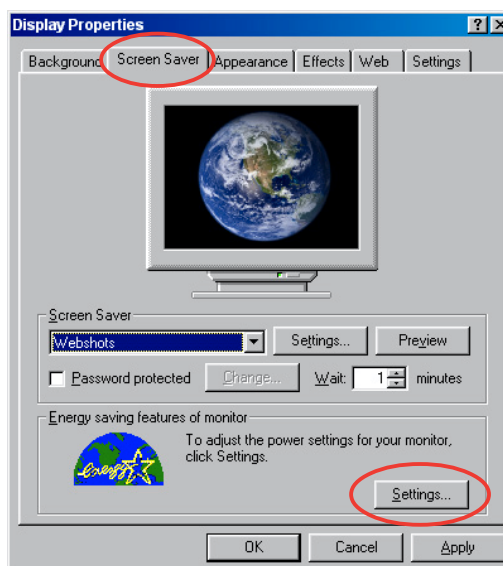 Display Properties
Background Screen Saver Appearance Effects Web Settings
Screen Saver
Webshots Settings... Preview
Password protected Change... Wait: 1 minutes
Energy saving features of monitor
To adjust the power settings for your monitor,
click Settings.
energy
Settings...
OK Cancel Apply